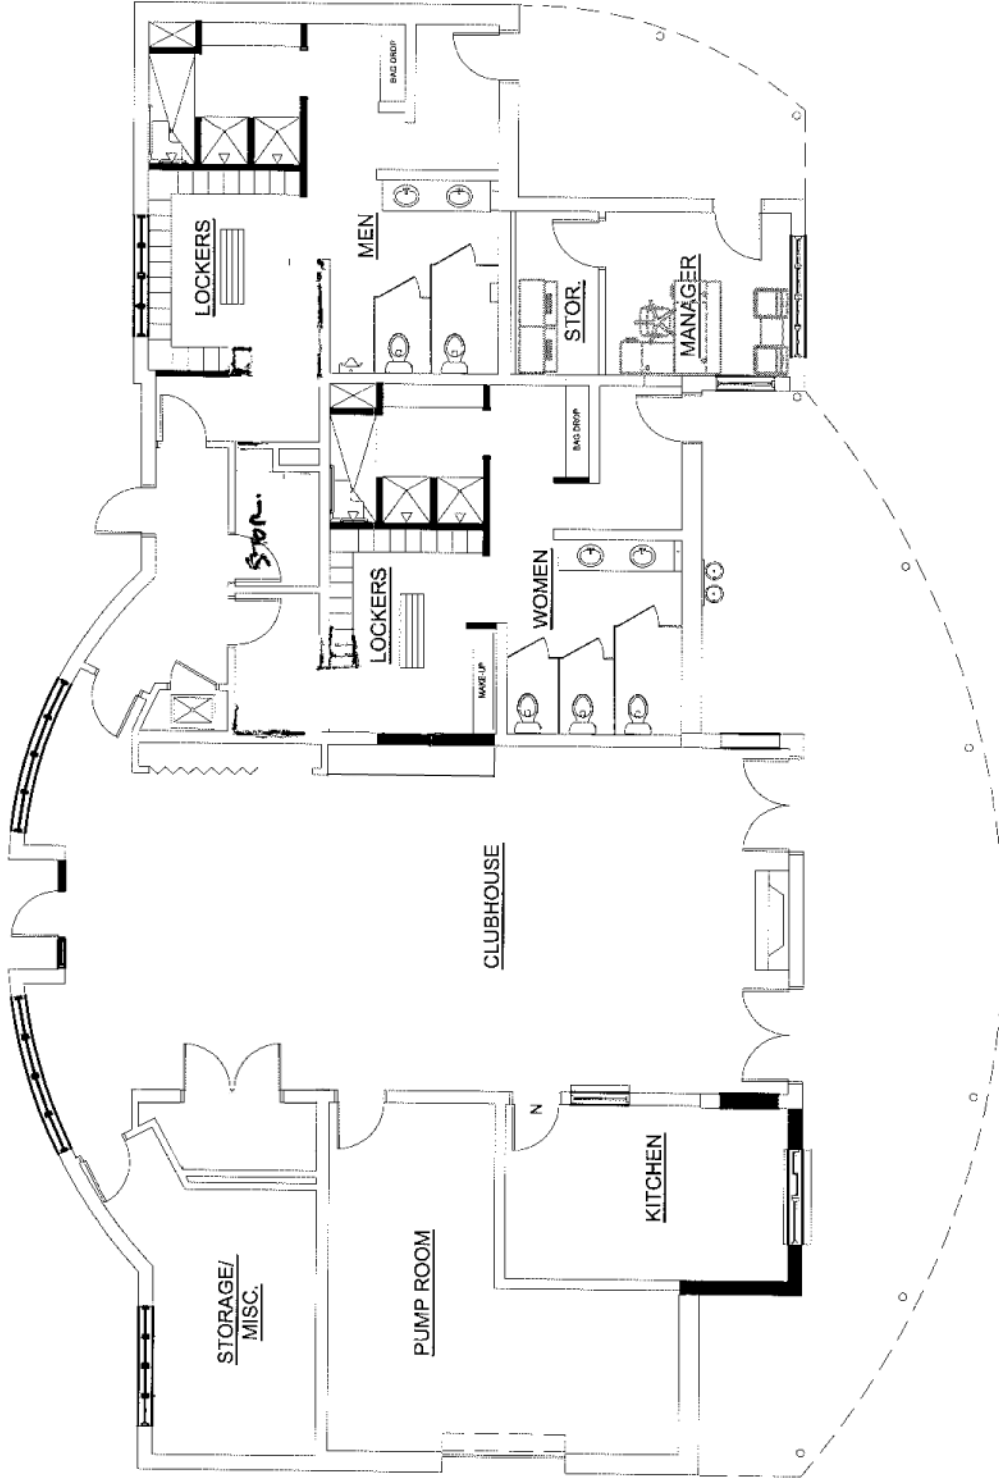 BAG DROP
LOCKERS
MEN
STOR.
MANAGER
BAG DROP
STOR.
LOCKERS
WOMEN
MAKE-UP
CLUBHOUSE
N
KITCHEN
PUMP ROOM
STORAGE/
MISC.